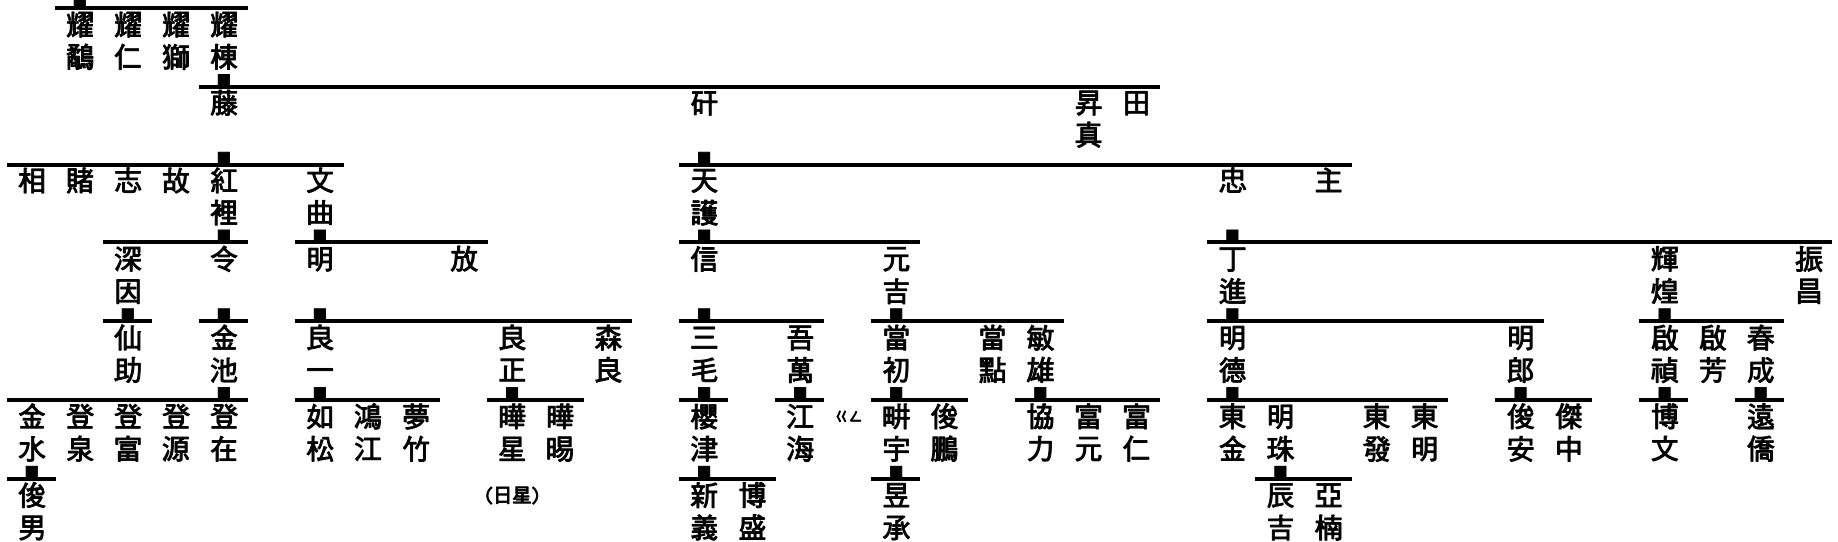 耀鷭 耀仁 耀獅 耀棟
藤 矸 昇真 田
相 賭 志 故 紅裡 文曲 天護 忠 主
深因 令 明 放 信 元吉 丁進 輝煌 振昌
仙助 金池 良一 良正 森良 三毛 吾萬 當初 當點 敏雄 明德 明郎 啟禎 啟芳 春成
金水 登泉 登富 登源 登在 如松 鴻江 夢竹 曄星 曄晹 櫻津 江海 ㄍㄥ 畊宇 俊鵬 協力 富元 富仁 東金 明珠 東發 東明 俊安 傑中 博文 遠僑
俊男 (日星) 新義 博盛 昱承 辰吉 亞楠